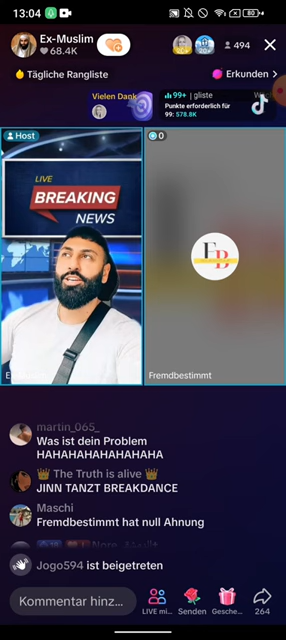 13:04
80
Ex-Muslim
68.4K
20+
494
Tägliche Rangliste
Erkunden >
Vielen Dank
99+ | gliste
Punkte erforderlich für
99: 578.8K
Host
0
LIVE
BREAKING
NEWS
FB
Fremdbestimmt
martin_065_
Was ist dein Problem
HAHAHAHAHAHAHAHA
The Truth is alive
JINN TANZT BREAKDANCE
Maschi
Fremdbestimmt hat null Ahnung
Jogo594 ist beigetreten
Kommentar hinz...
LIVE mi...
Senden
Gesche...
264